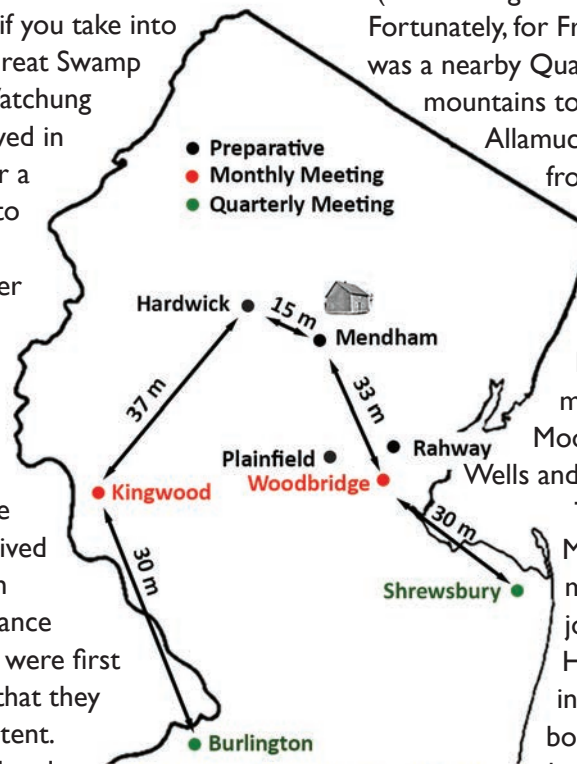 if you take into
reat Swamp
atchung
ved in
r a
to
er
e
ived
n
ance
were first
that they
tent.
Fortunately, for Fr
was a nearby Qua
mountains to
Allamuc
fro
m
Moo
Wells and
M
m
jo
H
in
bo
Preparative
Monthly Meeting
Quarterly Meeting
Hardwick
15 m
Mendham
37 m
33 m
Plainfield
Rahway
Woodbridge
Kingwood
30 m
Shrewsbury
30 m
Burlington